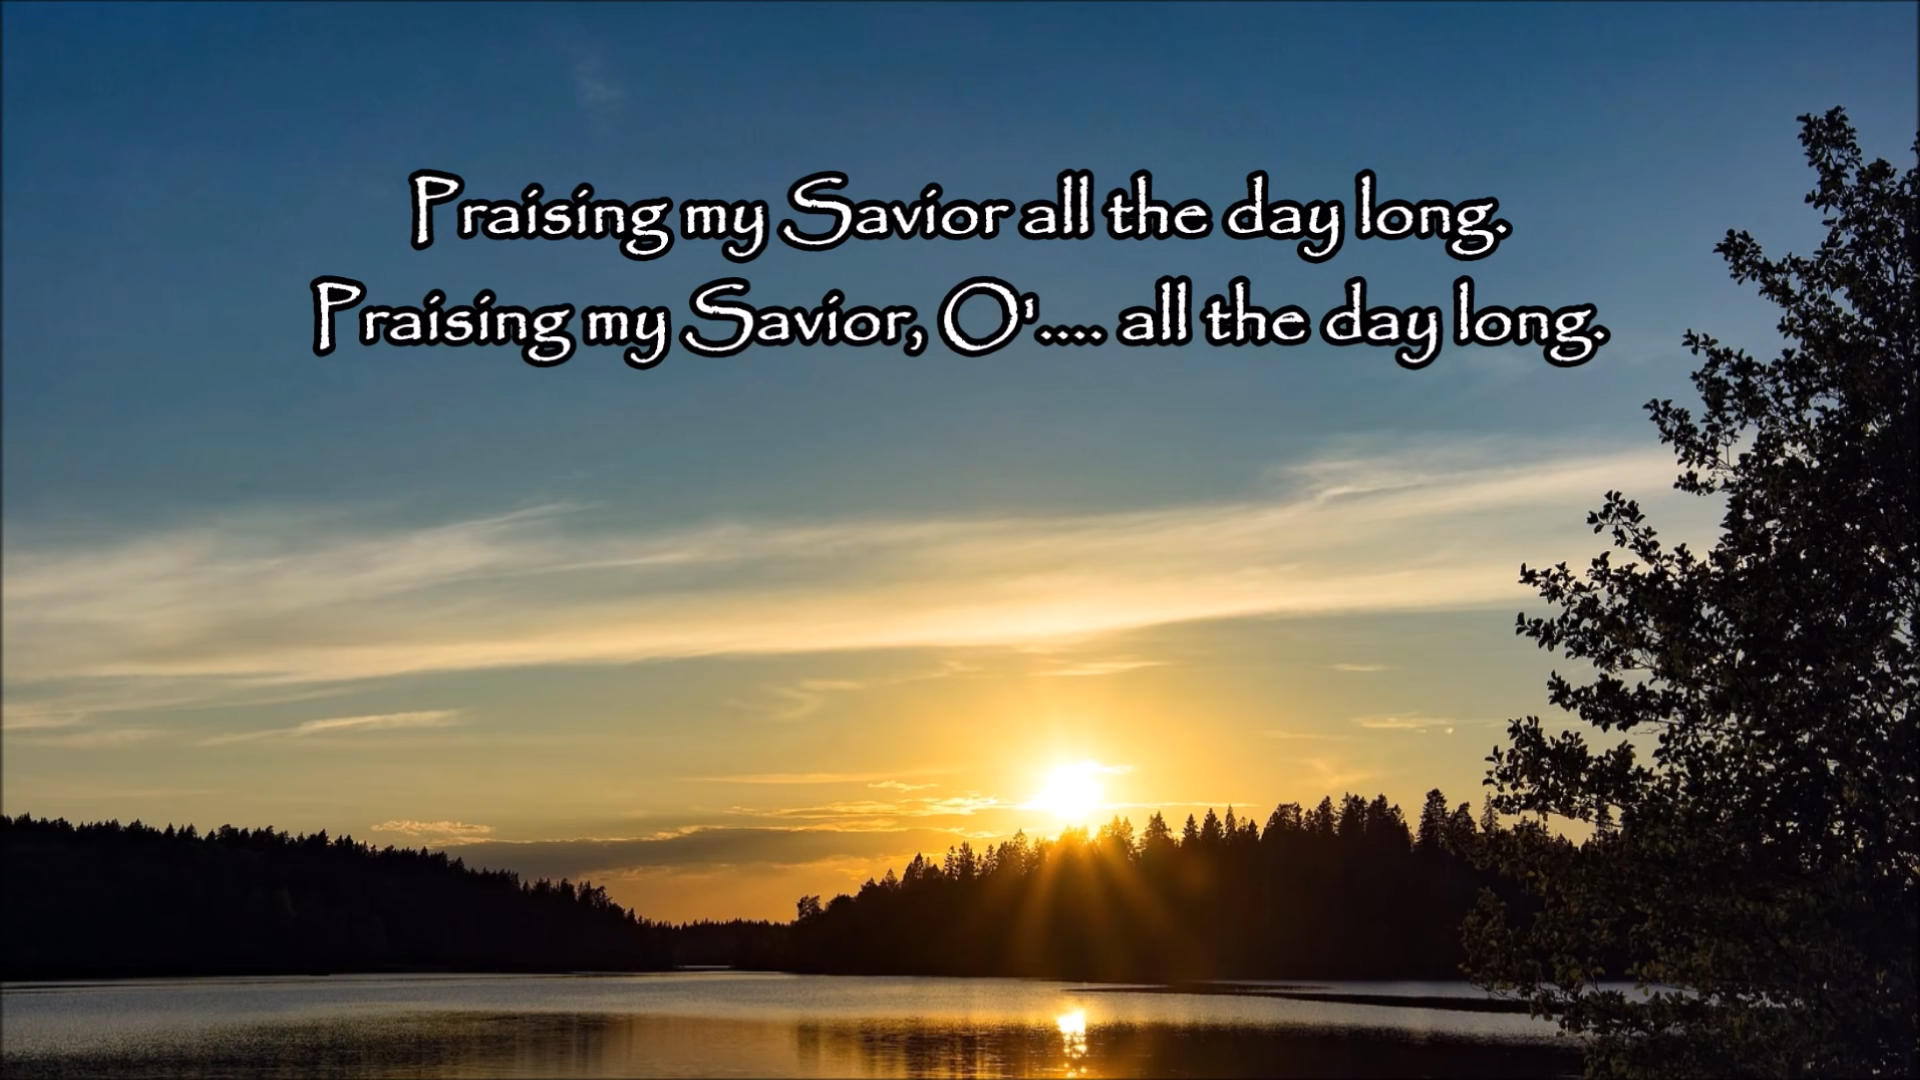 Praising my Savior all the day long.
Praising my Savior, O'.... all the day long.